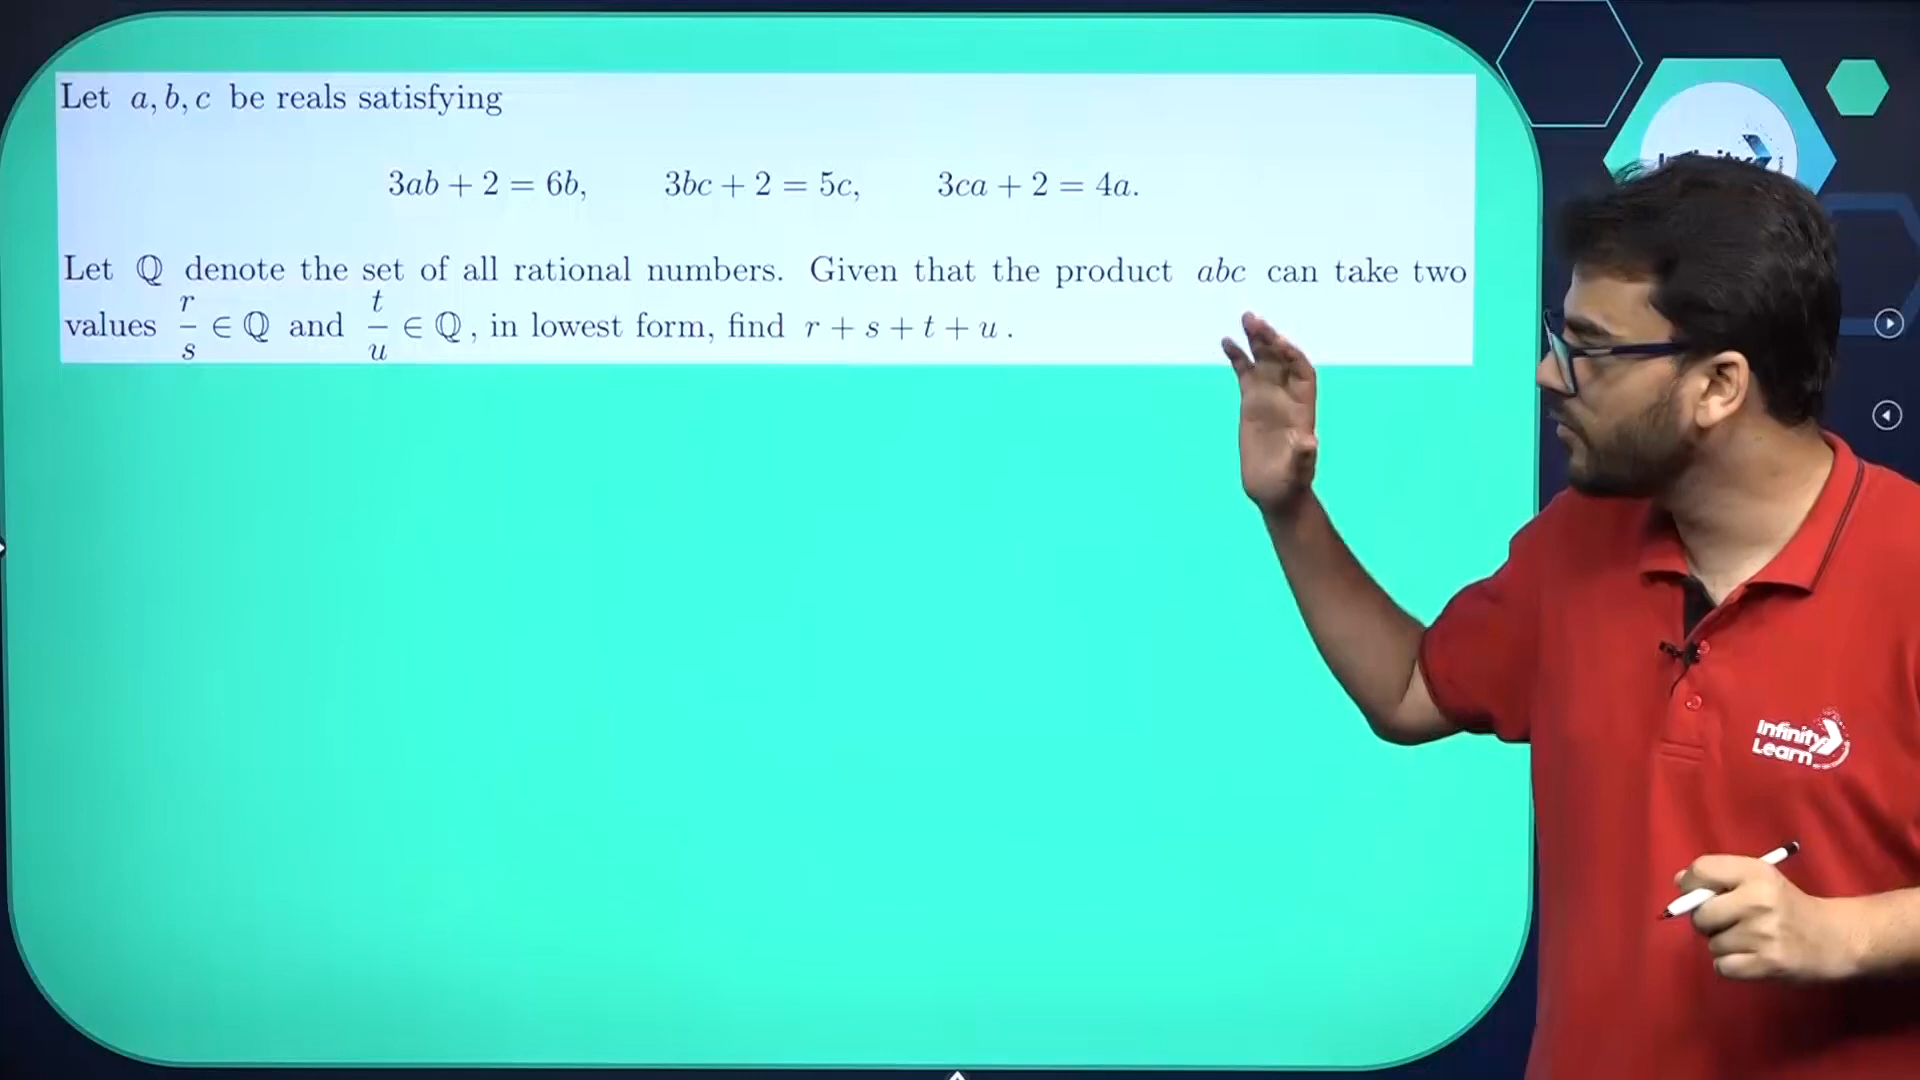 Let a, b, c be reals satisfying
3ab + 2 = 6b, 3bc + 2 = 5c, 3ca + 2 = 4a.
Let ℚ denote the set of all rational numbers. Given that the product abc can take two
values r/s ∈ ℚ and t/u ∈ ℚ, in lowest form, find r + s + t + u .
Infinity
Learn